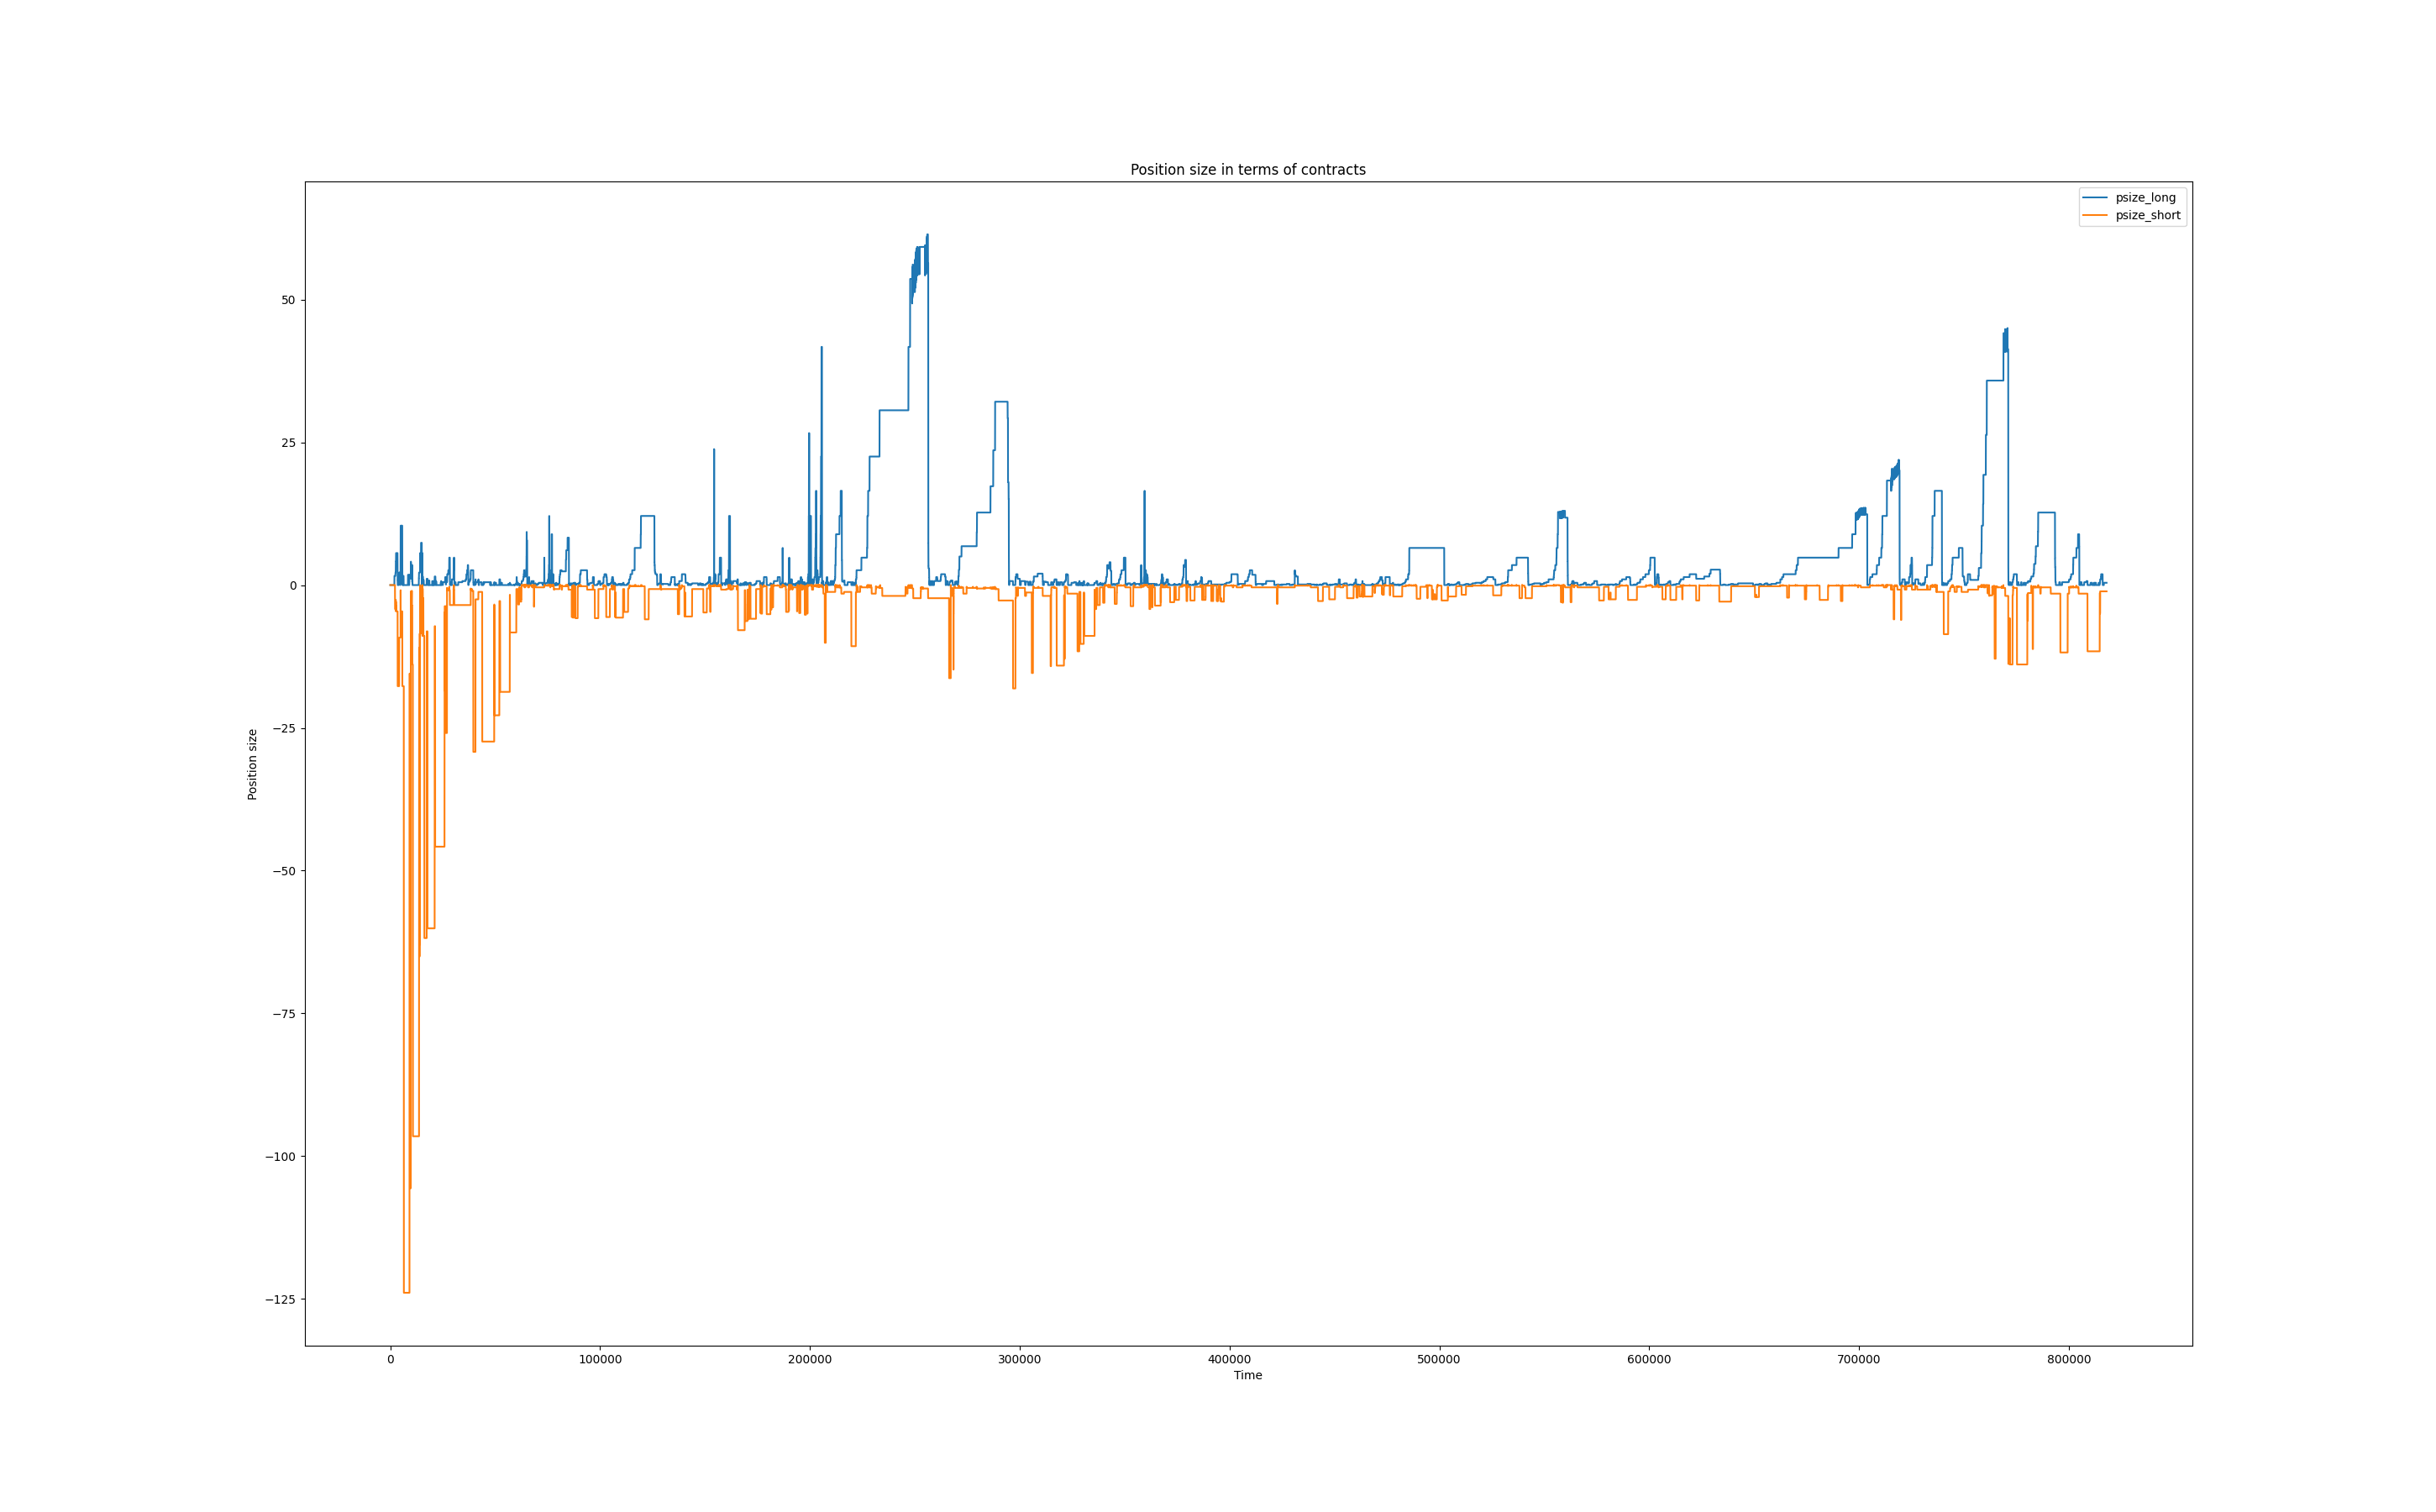 Position size in terms of contracts
psize_long
psize_short
50
25
0
−25
−50
−75
−100
−125
Position size
0 100000 200000 300000 400000 500000 600000 700000 800000
Time